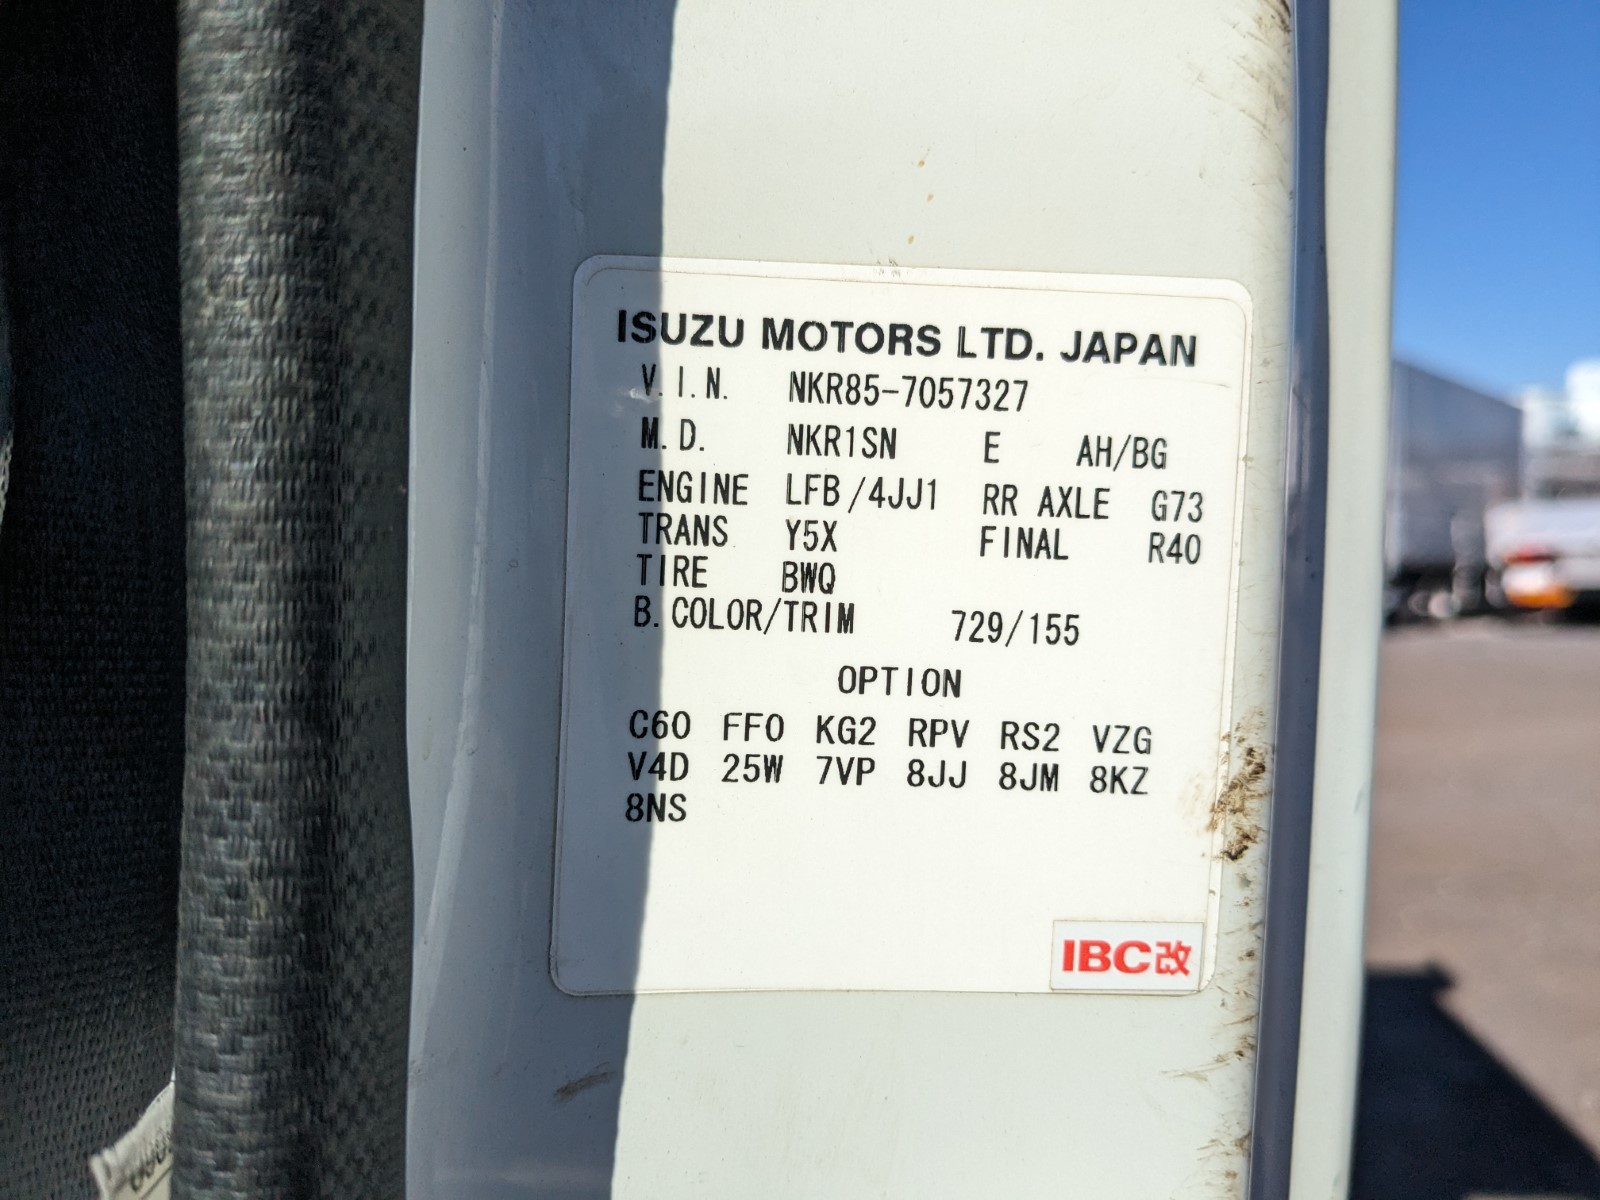 ISUZU MOTORS LTD. JAPAN
V.I.N. NKR85-7057327
M.D. NKR1SN E AH/BG
ENGINE LFB/4JJ1 RR AXLE G73
TRANS Y5X FINAL R40
TIRE BWQ
B.COLOR/TRIM 729/155
OPTION
C60 FF0 KG2 RPV RS2 VZG
V4D 25W 7VP 8JJ 8JM 8KZ
8NS
IBC改